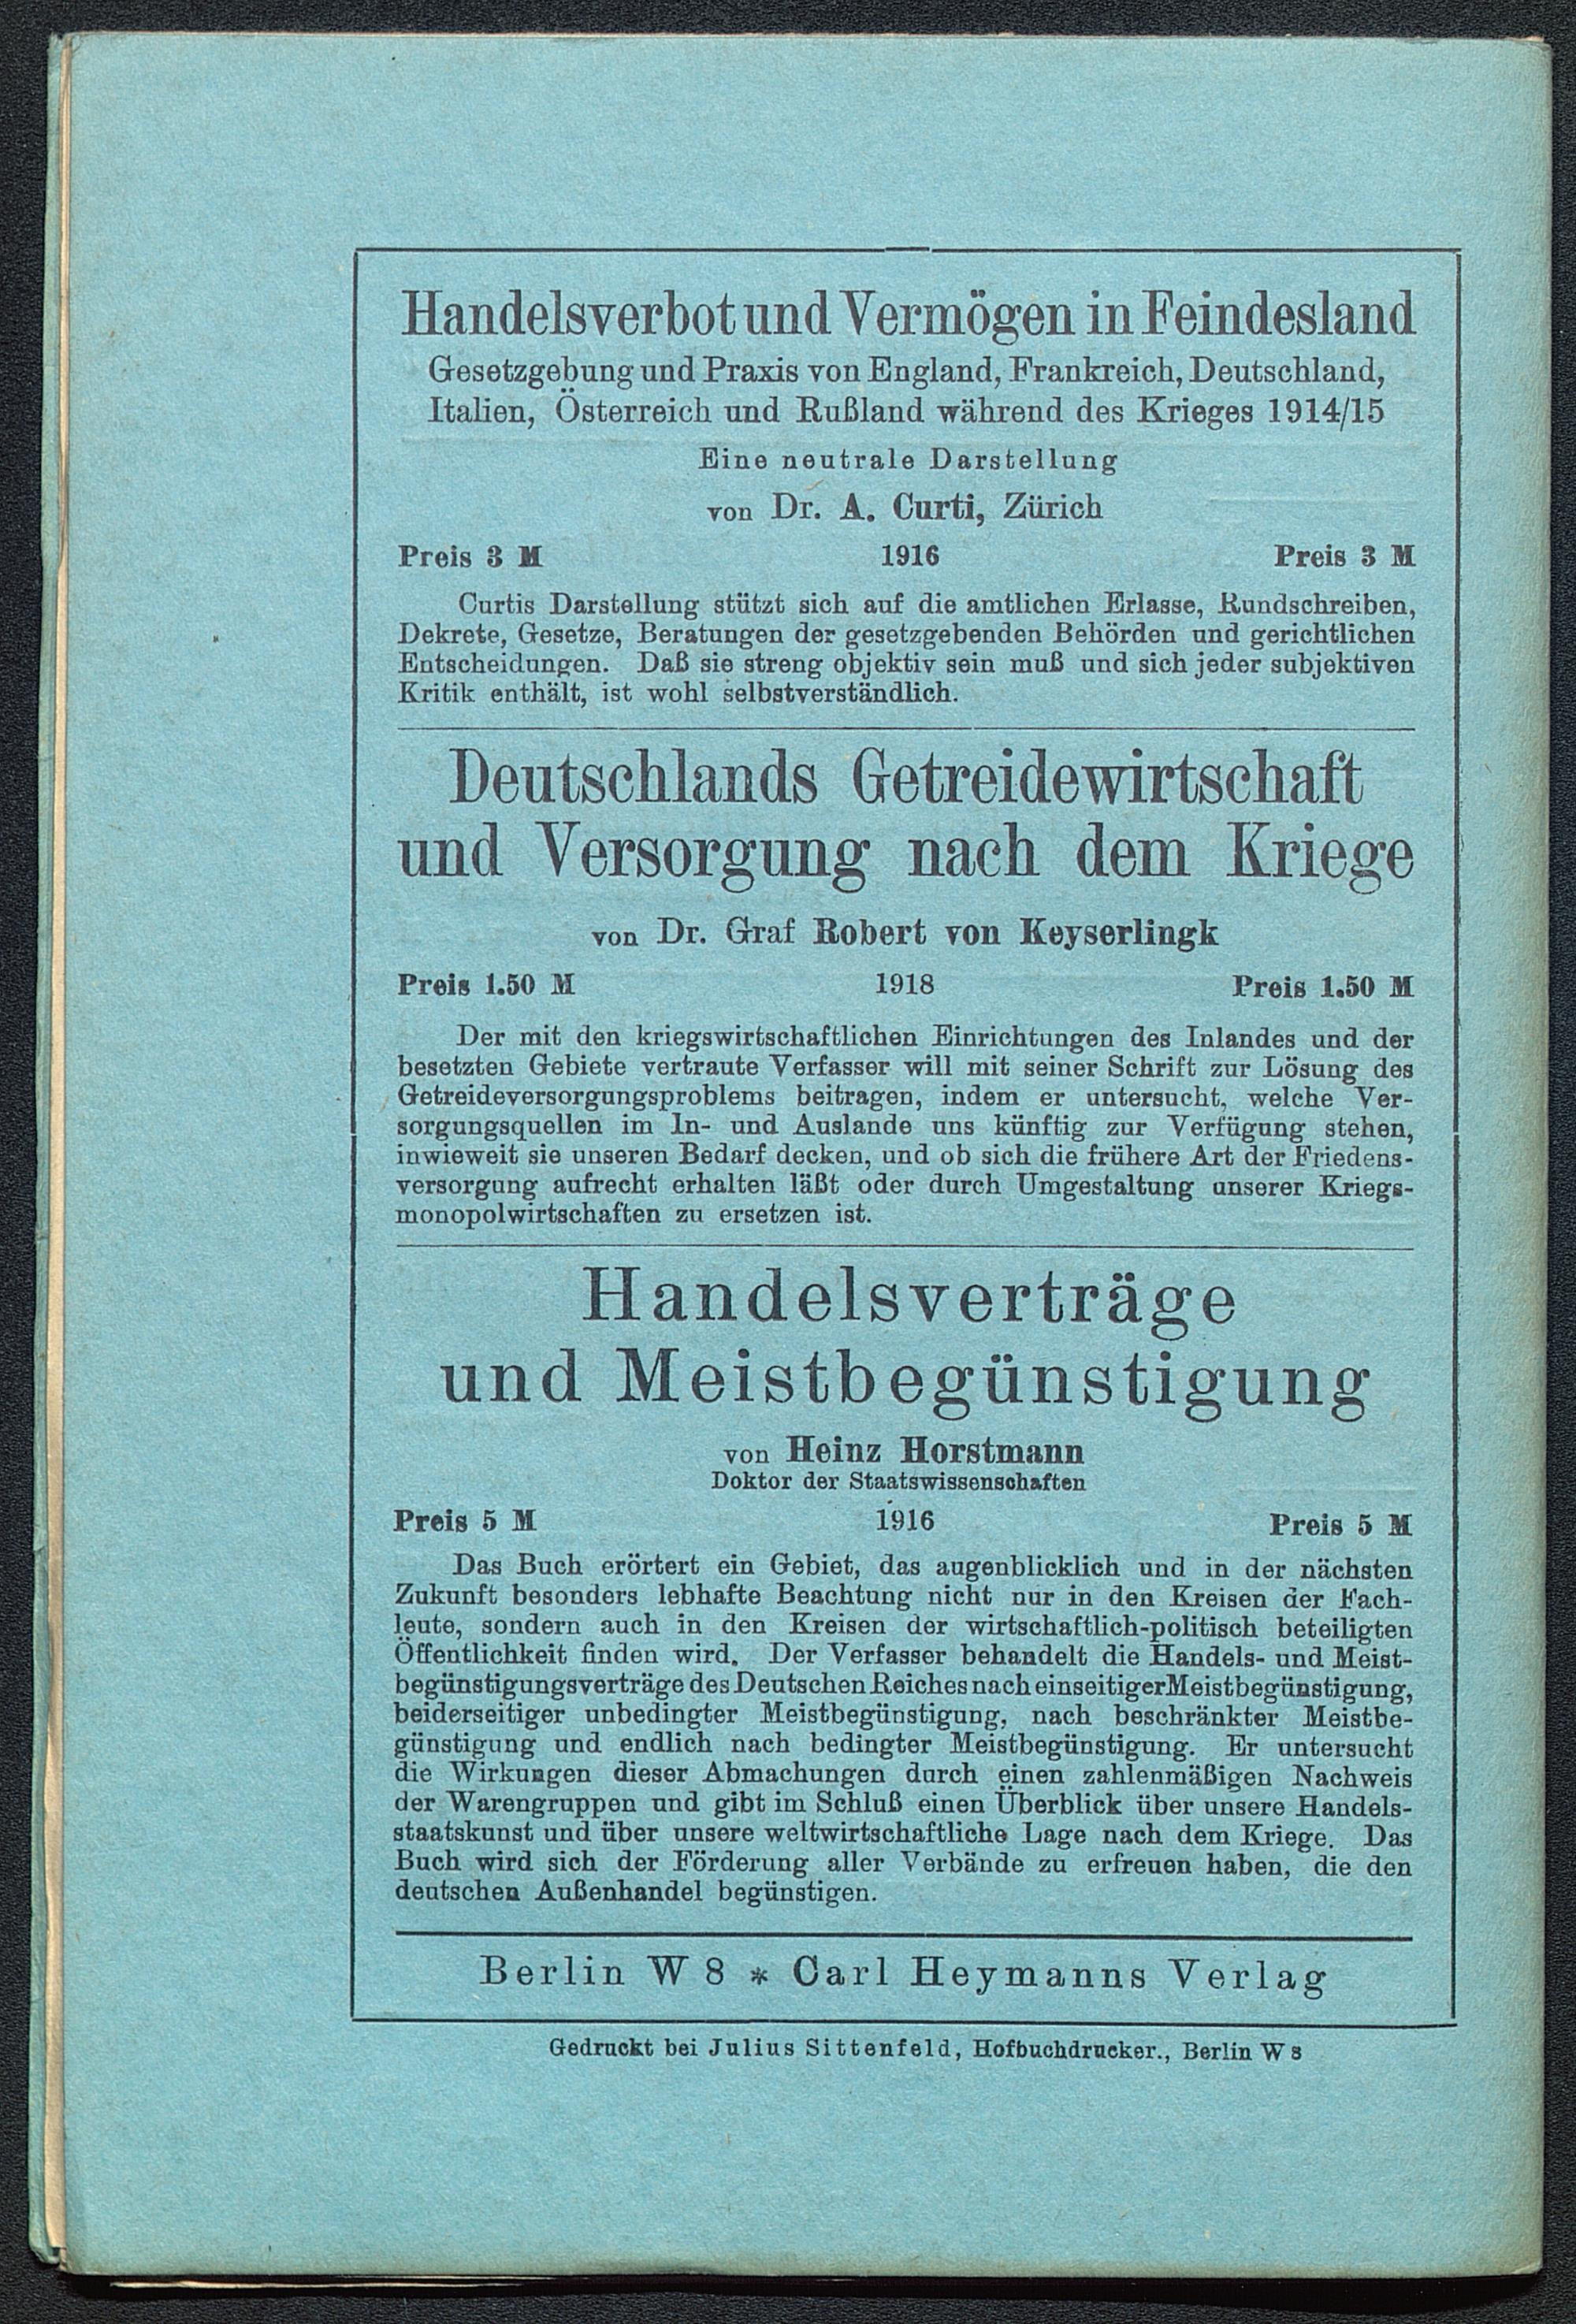 Handelsverbot und Vermögen in Feindesland
Gesetzgebung und Praxis von England, Frankreich, Deutschland,
Italien, Österreich und Rußland während des Krieges 1914/15
Eine neutrale Darstellung
von Dr. A. Curti, Zürich
Preis 3 M 1916 Preis 3 M
Curtis Darstellung stützt sich auf die amtlichen Erlasse, Rundschreiben,
Dekrete, Gesetze, Beratungen der gesetzgebenden Behörden und gerichtlichen
Entscheidungen. Daß sie streng objektiv sein muß und sich jeder subjektiven
Kritik enthält, ist wohl selbstverständlich.
Deutschlands Getreidewirtschaft
und Versorgung nach dem Kriege
von Dr. Graf Robert von Keyserlingk
Preis 1.50 M 1918 Preis 1.50 M
Der mit den kriegswirtschaftlichen Einrichtungen des Inlandes und der
besetzten Gebiete vertraute Verfasser will mit seiner Schrift zur Lösung des
Getreideversorgungsproblems beitragen, indem er untersucht, welche Ver-
sorgungsquellen im In- und Auslande uns künftig zur Verfügung stehen,
inwieweit sie unseren Bedarf decken, und ob sich die frühere Art der Friedens-
versorgung aufrecht erhalten läßt oder durch Umgestaltung unserer Kriegs-
monopolwirtschaften zu ersetzen ist.
Handelsverträge
und Meistbegünstigung
von Heinz Horstmann
Doktor der Staatswissenschaften
Preis 5 M 1916 Preis 5 M
Das Buch erörtert ein Gebiet, das augenblicklich und in der nächsten
Zukunft besonders lebhafte Beachtung nicht nur in den Kreisen der Fach-
leute, sondern auch in den Kreisen der wirtschaftlich-politisch beteiligten
Öffentlichkeit finden wird. Der Verfasser behandelt die Handels- und Meist-
begünstigungsverträge des Deutschen Reiches nach einseitiger Meistbegünstigung,
beiderseitiger unbedingter Meistbegünstigung, nach beschränkter Meistbe-
günstigung und endlich nach bedingter Meistbegünstigung. Er untersucht
die Wirkungen dieser Abmachungen durch einen zahlenmäßigen Nachweis
der Warengruppen und gibt im Schluß einen Überblick über unsere Handels-
staatskunst und über unsere weltwirtschaftliche Lage nach dem Kriege. Das
Buch wird sich der Förderung aller Verbände zu erfreuen haben, die den
deutschen Außenhandel begünstigen.
Berlin W 8 * Carl Heymanns Verlag
Gedruckt bei Julius Sittenfeld, Hofbuchdrucker., Berlin W 8